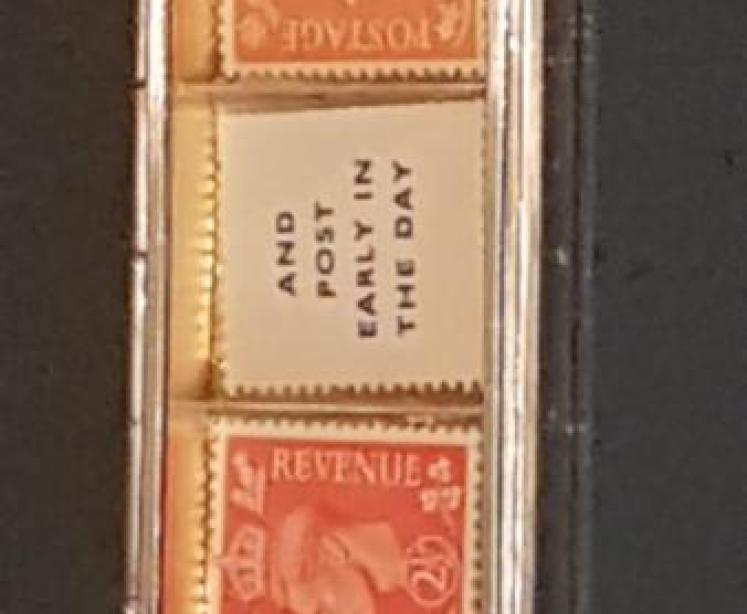 POSTAGE
AND
POST
EARLY IN
THE DAY
REVENUE
2½